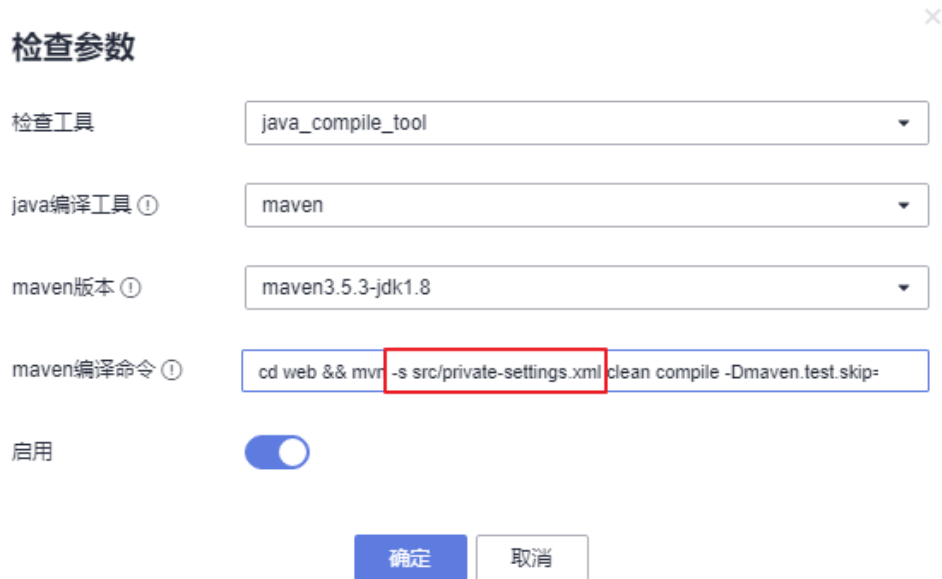 检查参数
检查工具 java_compile_tool
java编译工具 maven
maven版本 maven3.5.3-jdk1.8
maven编译命令 cd web && mvn -s src/private-settings.xml clean compile -Dmaven.test.skip=
启用
确定 取消